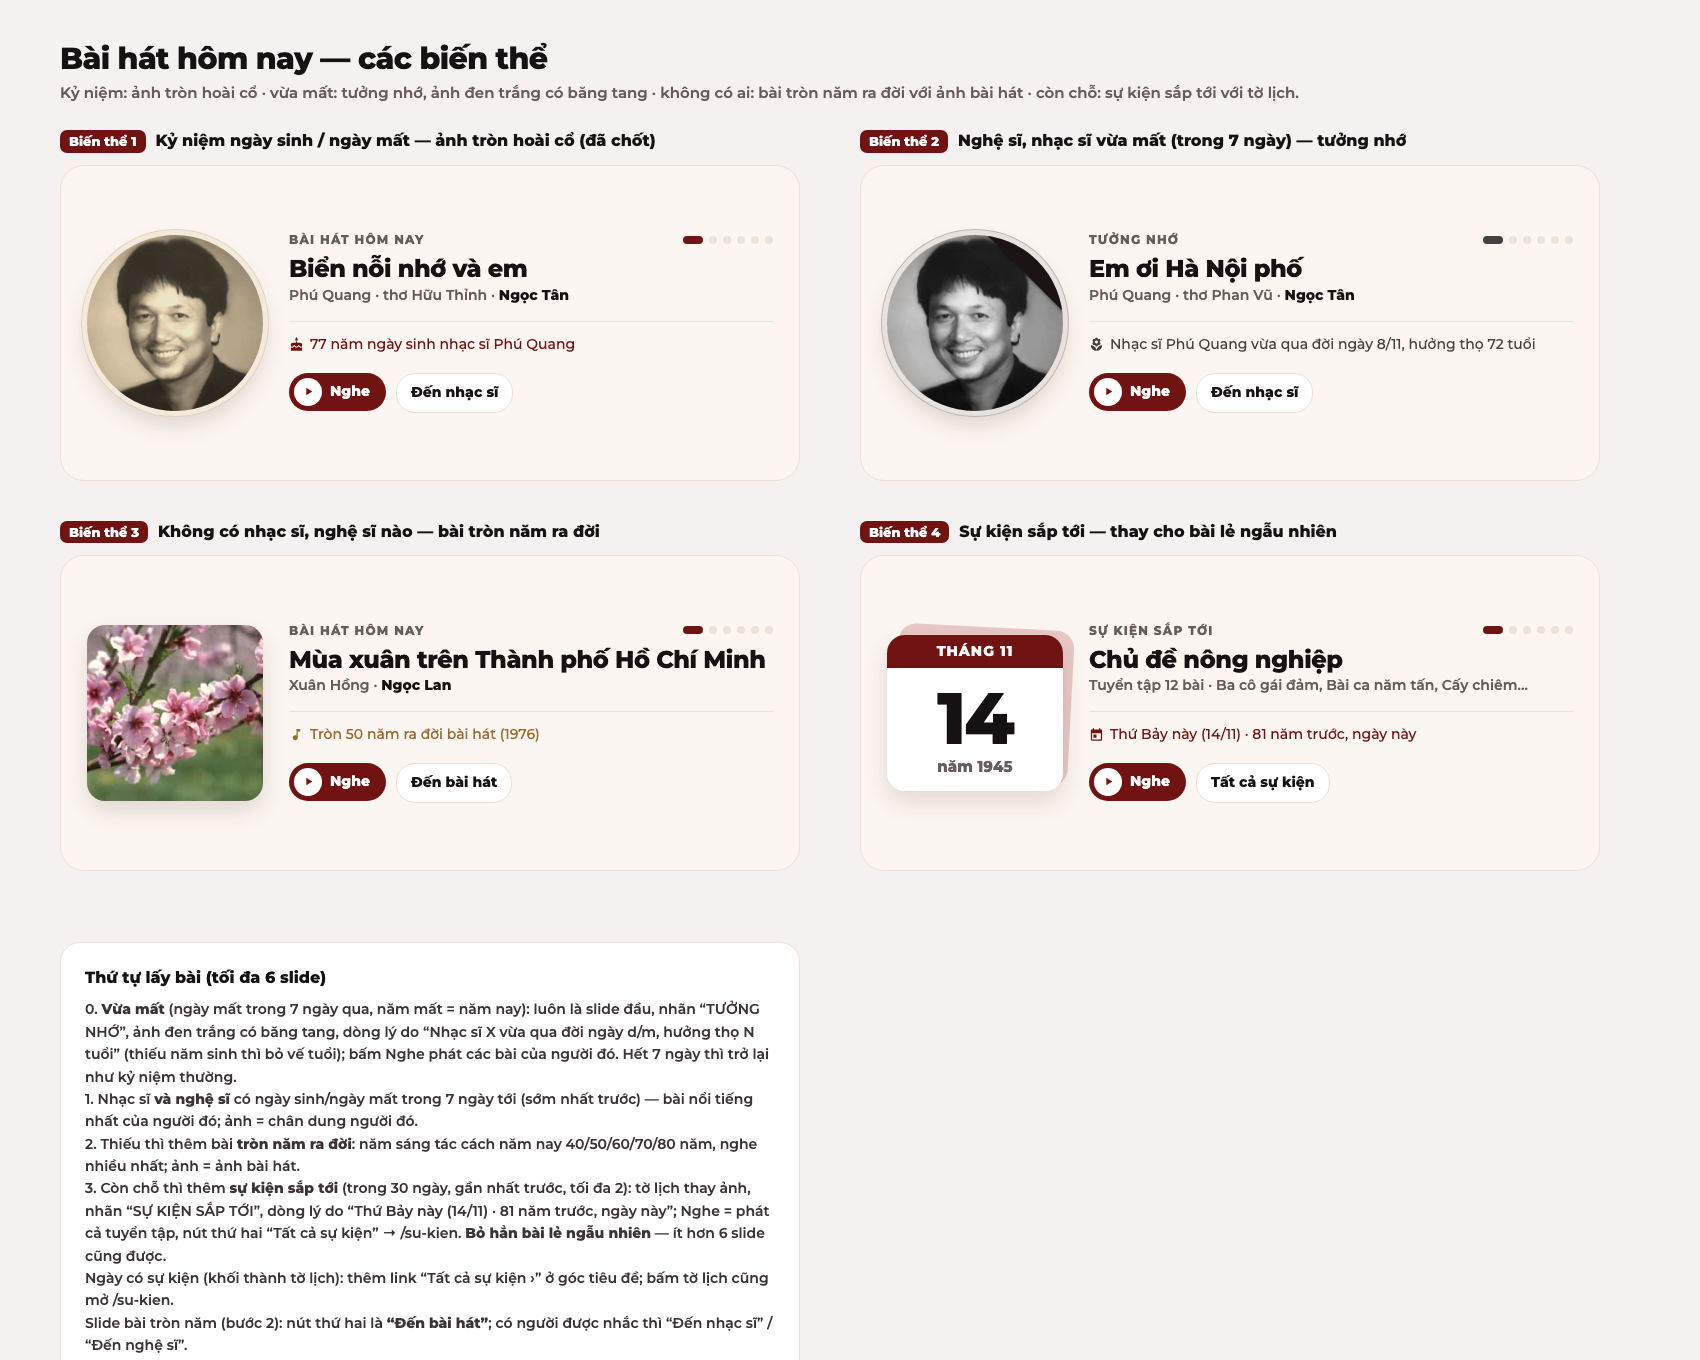 Bài hát hôm nay — các biến thể
Kỷ niệm: ảnh tròn hoài cổ · vừa mất: tưởng nhớ, ảnh đen trắng có băng tang · không có ai: bài tròn năm ra đời với ảnh bài hát · còn chỗ: sự kiện sắp tới với tờ lịch.
Biến thể 1 Kỷ niệm ngày sinh / ngày mất — ảnh tròn hoài cổ (đã chốt)
BÀI HÁT HÔM NAY
Biển nỗi nhớ và em
Phú Quang · thơ Hữu Thỉnh · Ngọc Tân
77 năm ngày sinh nhạc sĩ Phú Quang
Nghe
Đến nhạc sĩ
Biến thể 2 Nghệ sĩ, nhạc sĩ vừa mất (trong 7 ngày) — tưởng nhớ
TƯỞNG NHỚ
Em ơi Hà Nội phố
Phú Quang · thơ Phan Vũ · Ngọc Tân
Nhạc sĩ Phú Quang vừa qua đời ngày 8/11, hưởng thọ 72 tuổi
Nghe
Đến nhạc sĩ
Biến thể 3 Không có nhạc sĩ, nghệ sĩ nào — bài tròn năm ra đời
BÀI HÁT HÔM NAY
Mùa xuân trên Thành phố Hồ Chí Minh
Xuân Hồng · Ngọc Lan
Tròn 50 năm ra đời bài hát (1976)
Nghe
Đến bài hát
Biến thể 4 Sự kiện sắp tới — thay cho bài lẻ ngẫu nhiên
THÁNG 11
14
năm 1945
SỰ KIỆN SẮP TỚI
Chủ đề nông nghiệp
Tuyển tập 12 bài · Ba cô gái đảm, Bài ca năm tấn, Cấy chiêm...
Thứ Bảy này (14/11) · 81 năm trước, ngày này
Nghe
Tất cả sự kiện
Thứ tự lấy bài (tối đa 6 slide)
0. Vừa mất (ngày mất trong 7 ngày qua, năm mất = năm nay): luôn là slide đầu, nhãn “TƯỞNG
NHỚ”, ảnh đen trắng có băng tang, dòng lý do “Nhạc sĩ X vừa qua đời ngày d/m, hưởng thọ N
tuổi” (thiếu năm sinh thì bỏ vế tuổi); bấm Nghe phát các bài của người đó. Hết 7 ngày thì trở lại
như kỷ niệm thường.
1. Nhạc sĩ và nghệ sĩ có ngày sinh/ngày mất trong 7 ngày tới (sớm nhất trước) — bài nổi tiếng
nhất của người đó; ảnh = chân dung người đó.
2. Thiếu thì thêm bài tròn năm ra đời: năm sáng tác cách năm nay 40/50/60/70/80 năm, nghe
nhiều nhất; ảnh = ảnh bài hát.
3. Còn chỗ thì thêm sự kiện sắp tới (trong 30 ngày, gần nhất trước, tối đa 2): tờ lịch thay ảnh,
nhãn “SỰ KIỆN SẮP TỚI”, dòng lý do “Thứ Bảy này (14/11) · 81 năm trước, ngày này”; Nghe = phát
cả tuyển tập, nút thứ hai “Tất cả sự kiện” → /su-kien. Bỏ hẳn bài lẻ ngẫu nhiên — ít hơn 6 slide
cũng được.
Ngày có sự kiện (khối thành tờ lịch): thêm link “Tất cả sự kiện ›” ở góc tiêu đề; bấm tờ lịch cũng
mở /su-kien.
Slide bài tròn năm (bước 2): nút thứ hai là “Đến bài hát”; có người được nhắc thì “Đến nhạc sĩ” /
“Đến nghệ sĩ”.